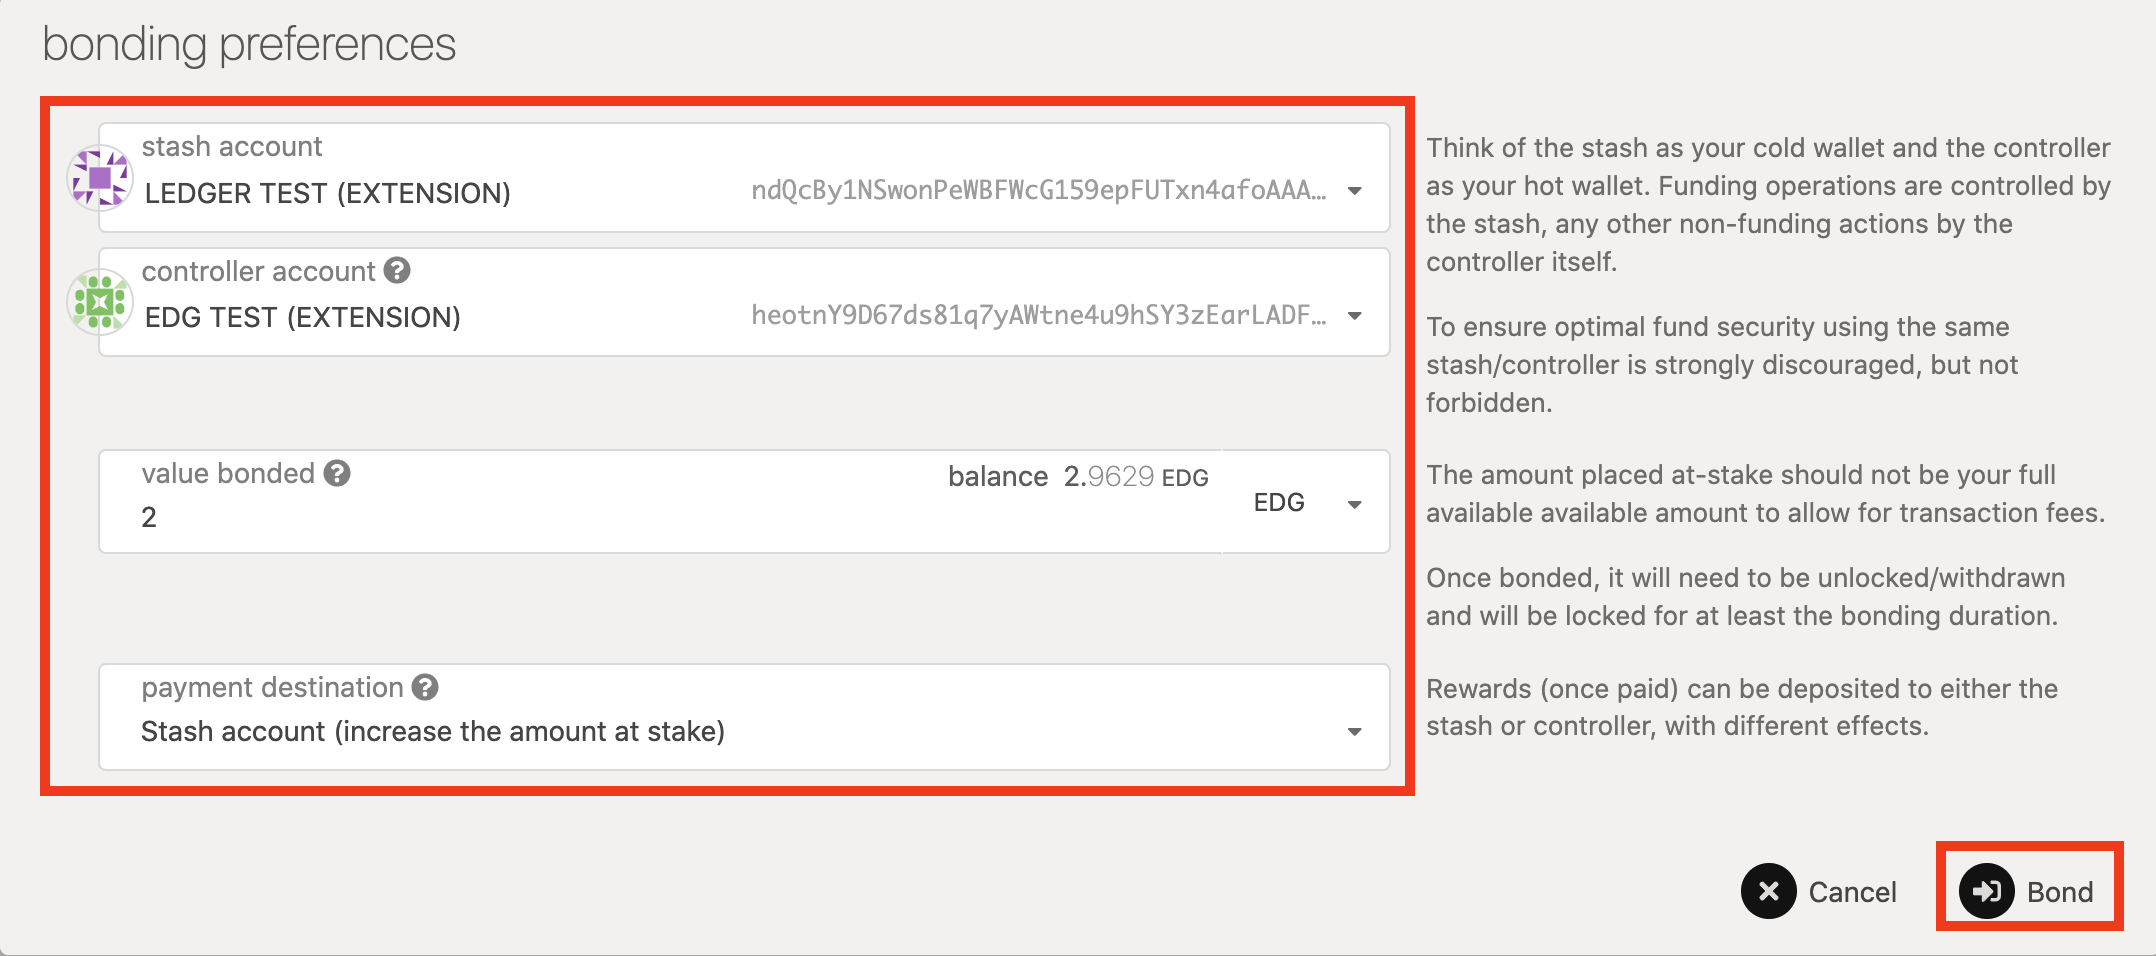 bonding preferences
stash account
LEDGER TEST (EXTENSION)
ndQcBy1NSwonPeWBFWcG159epFUTxn4afoAAA...
controller account
EDG TEST (EXTENSION)
heotnY9D67ds81q7yAWtne4u9hSY3zEarLADF...
Think of the stash as your cold wallet and the controller
as your hot wallet. Funding operations are controlled by
the stash, any other non-funding actions by the
controller itself.
To ensure optimal fund security using the same
stash/controller is strongly discouraged, but not
forbidden.
value bonded
2
balance 2.9629 EDG
EDG
The amount placed at-stake should not be your full
available available amount to allow for transaction fees.
Once bonded, it will need to be unlocked/withdrawn
and will be locked for at least the bonding duration.
payment destination
Stash account (increase the amount at stake)
Rewards (once paid) can be deposited to either the
stash or controller, with different effects.
Cancel
Bond